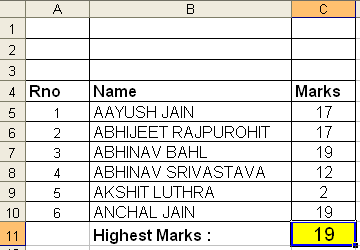 A B C
1
2
3
4 Rno Name Marks
5 1 AAYUSH JAIN 17
6 2 ABHIJEET RAJPUROHIT 17
7 3 ABHINAV BAHL 19
8 4 ABHINAV SRIVASTAVA 12
9 5 AKSHIT LUTHRA 2
10 6 ANCHAL JAIN 19
11 Highest Marks : 19